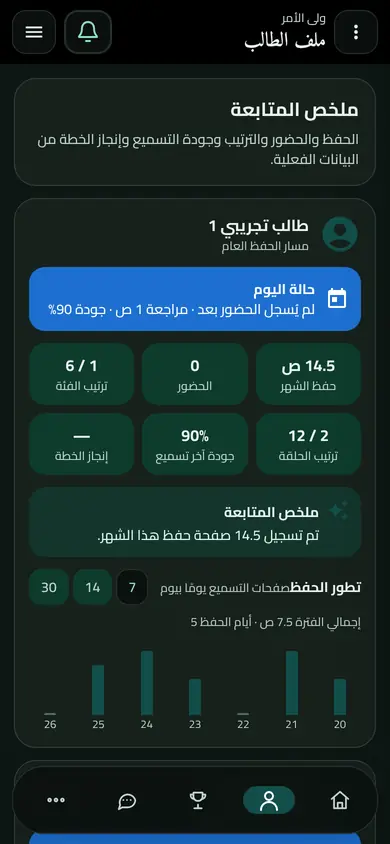 ولى الأمر
ملف الطالب
ملخص المتابعة
الحفظ والحضور والترتيب وجودة التسميع وإنجاز الخطة من
البيانات الفعلية.
طالب تجريبي 1
مسار الحفظ العام
حالة اليوم
لم يُسجل الحضور بعد · مراجعة 1 ص · جودة 90%
14.5 ص
حفظ الشهر
0
الحضور
1 / 6
ترتيب الفئة
2 / 12
ترتيب الحلقة
90%
جودة آخر تسميع
—
إنجاز الخطة
ملخص المتابعة
تم تسجيل 14.5 صفحة حفظ هذا الشهر.
تطور الحفظ صفحات التسميع يومًا بيوم
7 14 30
إجمالي الفترة 7.5 ص · أيام الحفظ 5
20 21 22 23 24 25 26